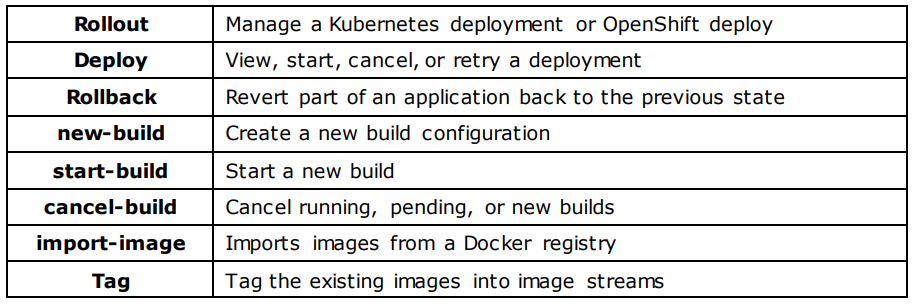 Rollout Manage a Kubernetes deployment or OpenShift deploy
Deploy View, start, cancel, or retry a deployment
Rollback Revert part of an application back to the previous state
new-build Create a new build configuration
start-build Start a new build
cancel-build Cancel running, pending, or new builds
import-image Imports images from a Docker registry
Tag Tag the existing images into image streams